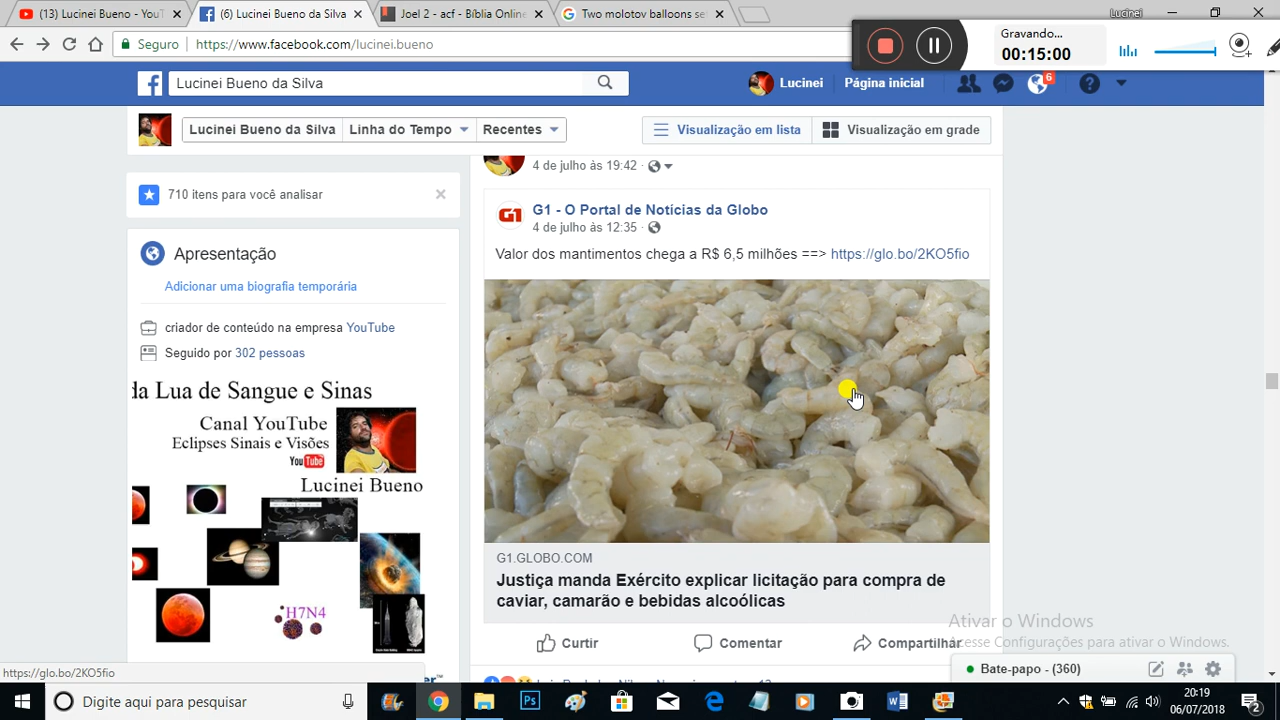 (13) Lucinei Bueno - YouT
(6) Lucinei Bueno da Silva
Joel 2 - acf - Bíblia Online
Two molotov balloons set
Lucinei
Seguro
https://www.facebook.com/lucinei.bueno
Gravando...
00:15:00
Lucinei Bueno da Silva
Lucinei
Página inicial
6
Lucinei Bueno da Silva
Linha do Tempo
Recentes
Visualização em lista
Visualização em grade
710 itens para você analisar
Apresentação
Adicionar uma biografia temporária
criador de conteúdo na empresa YouTube
Seguido por 302 pessoas
da Lua de Sangue e Sinas
Canal YouTube
Eclipses Sinais e Visões
You Tube
Lucinei Bueno
H7N4
4 de julho às 19:42
G1
G1 - O Portal de Notícias da Globo
4 de julho às 12:35
Valor dos mantimentos chega a R$ 6,5 milhões ==> https://glo.bo/2KO5fio
G1.GLOBO.COM
Justiça manda Exército explicar licitação para compra de
caviar, camarão e bebidas alcoólicas
Curtir
Comentar
Compartilhar
Ativar o Windows
Acesse Configurações para ativar o Windows.
Bate-papo - (360)
https://glo.bo/2KO5fio
Digite aqui para pesquisar
Ps
20:19
06/07/2018
2